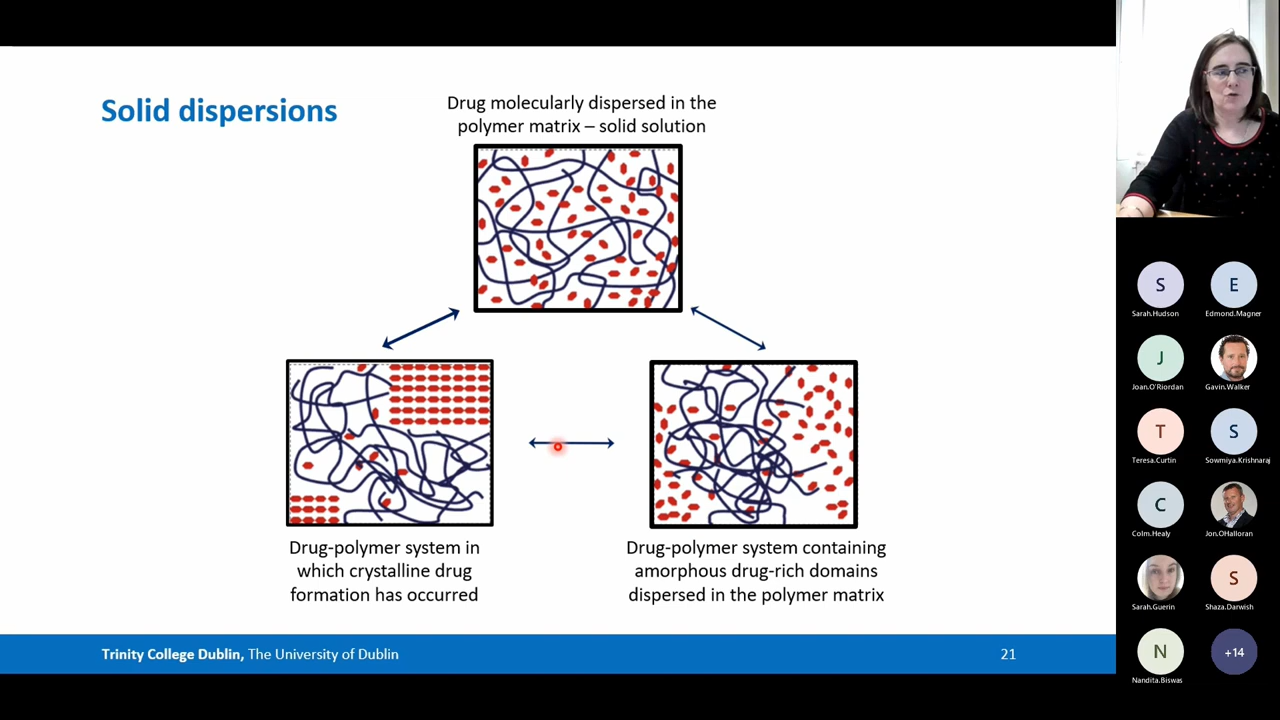 Solid dispersions
Drug molecularly dispersed in the
polymer matrix – solid solution
Drug-polymer system in
which crystalline drug
formation has occurred
Drug-polymer system containing
amorphous drug-rich domains
dispersed in the polymer matrix
Trinity College Dublin, The University of Dublin
21
S
E
Sarah.Hudson
Edmond.Magner
J
Joan.O'Riordan
Gavin.Walker
T
S
Teresa.Curtin
Sowmiya.Krishnaraj
C
Colm.Healy
Jon.OHalloran
S
Sarah.Guerin
Shaza.Darwish
N
+14
Nandita.Biswas